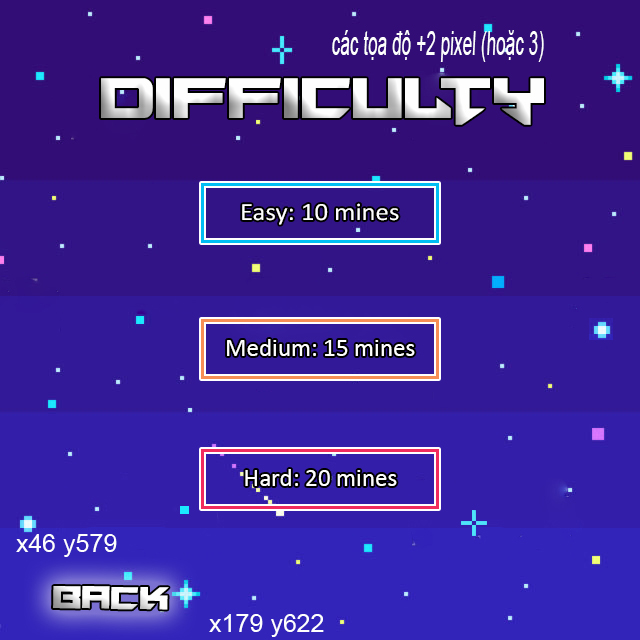 các tọa độ +2 pixel (hoặc 3)
DIFFICULTY
Easy: 10 mines
Medium: 15 mines
Hard: 20 mines
x46 y579
BACK
x179 y622